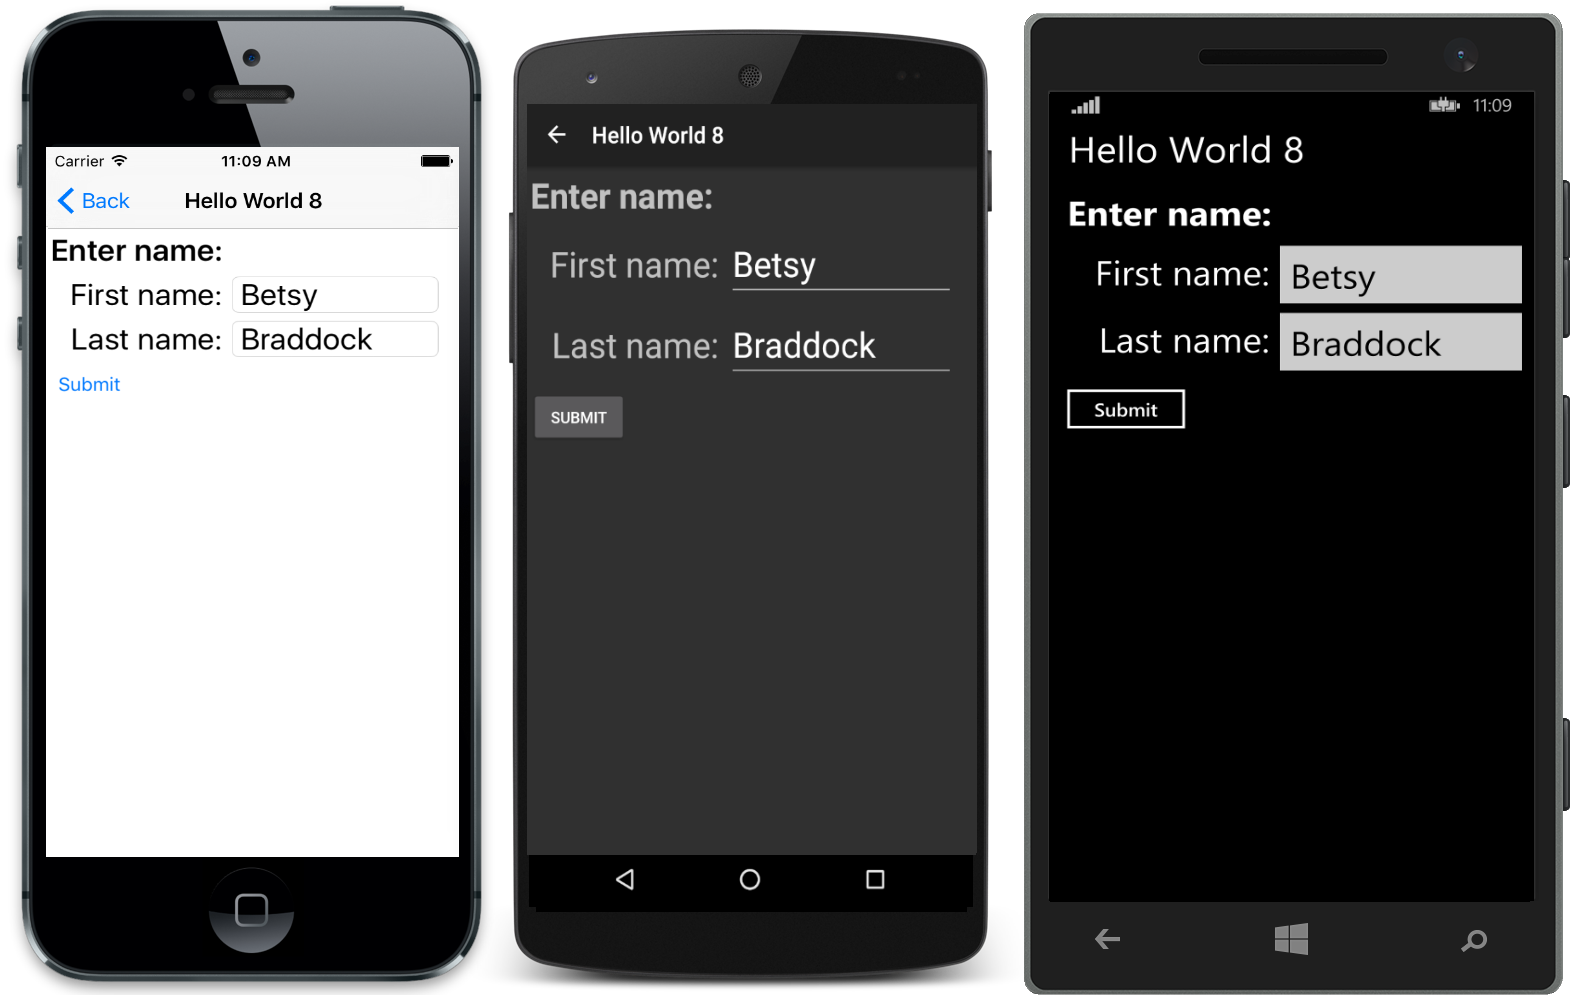 Carrier 11:09 AM
Back Hello World 8
Enter name:
First name: Betsy
Last name: Braddock
Submit
Hello World 8
Enter name:
First name: Betsy
Last name: Braddock
SUBMIT
11:09
Hello World 8
Enter name:
First name: Betsy
Last name: Braddock
Submit